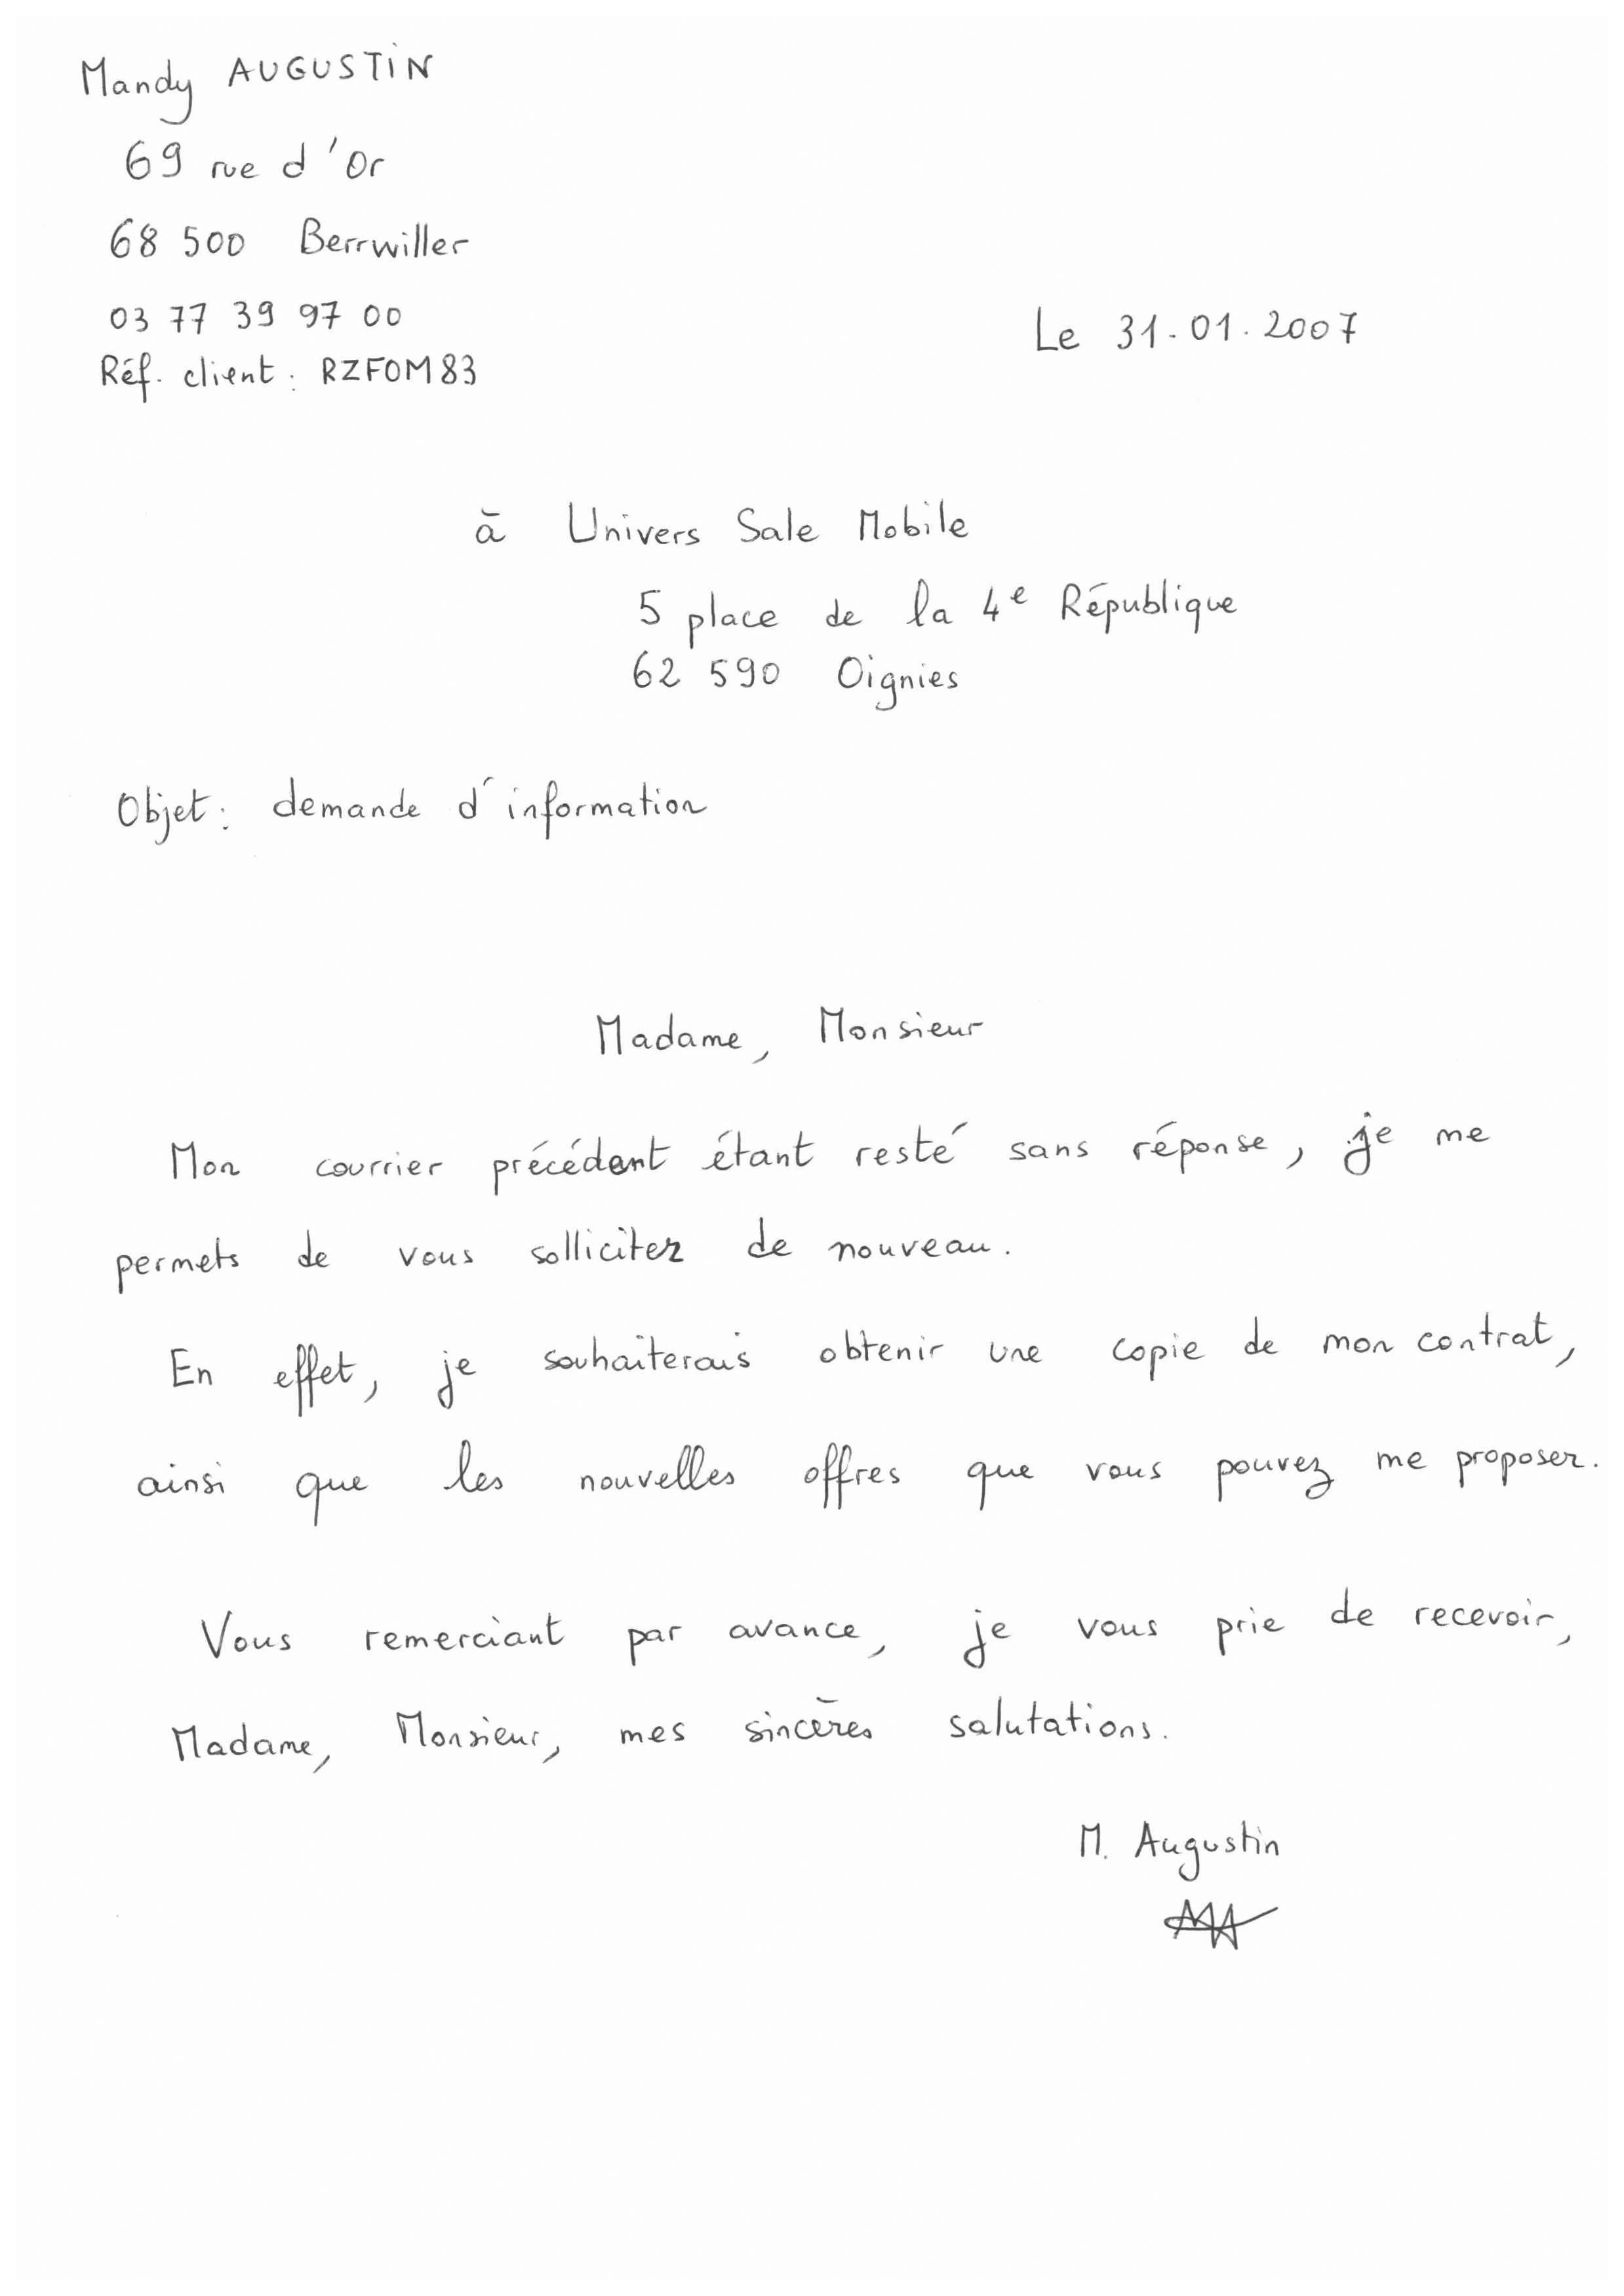 Mandy AUGUSTIN
69 rue d'Or
68 500 Berrwiller
03 77 39 97 00
Le 31.01.2007
Réf. client : RZFOM83
à Univers Sale Mobile
5 place de la 4e République
62 590 Oignies
Objet : demande d'information
Madame, Monsieur
Mon courrier précédent étant resté sans réponse, je me
permets de vous solliciter de nouveau.
En effet, je souhaiterais obtenir une copie de mon contrat,
ainsi que les nouvelles offres que vous pouvez me proposer.
Vous remerciant par avance, je vous prie de recevoir,
Madame, Monsieur, mes sincères salutations.
M. Augustin